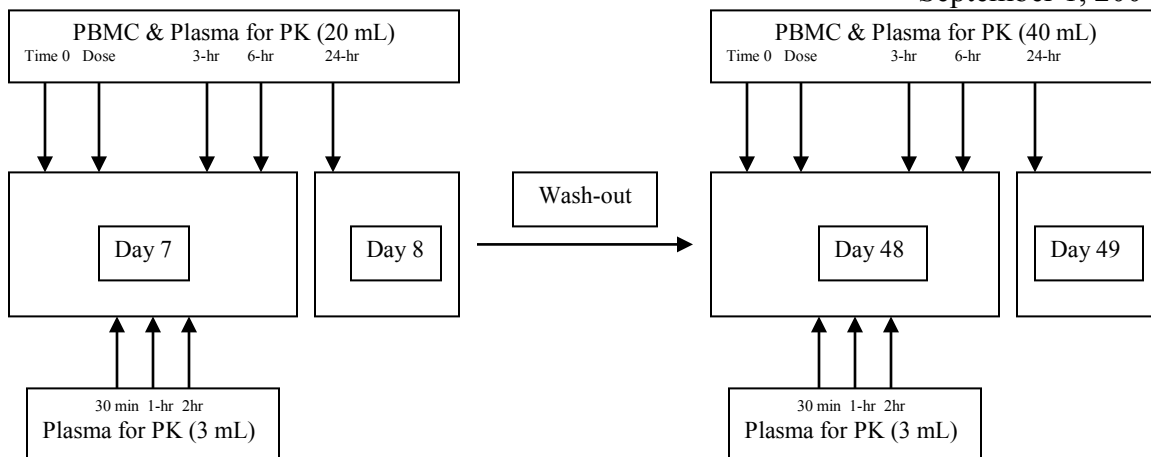 September 1, 200
PBMC & Plasma for PK (20 mL)
Time 0 Dose 3-hr 6-hr 24-hr
Day 7
Day 8
30 min 1-hr 2hr
Plasma for PK (3 mL)
Wash-out
PBMC & Plasma for PK (40 mL)
Time 0 Dose 3-hr 6-hr 24-hr
Day 48
Day 49
30 min 1-hr 2hr
Plasma for PK (3 mL)